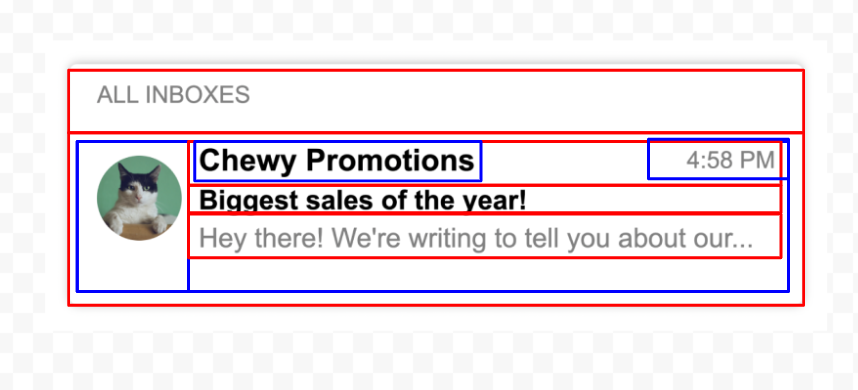 ALL INBOXES
Chewy Promotions 4:58 PM
Biggest sales of the year!
Hey there! We're writing to tell you about our...